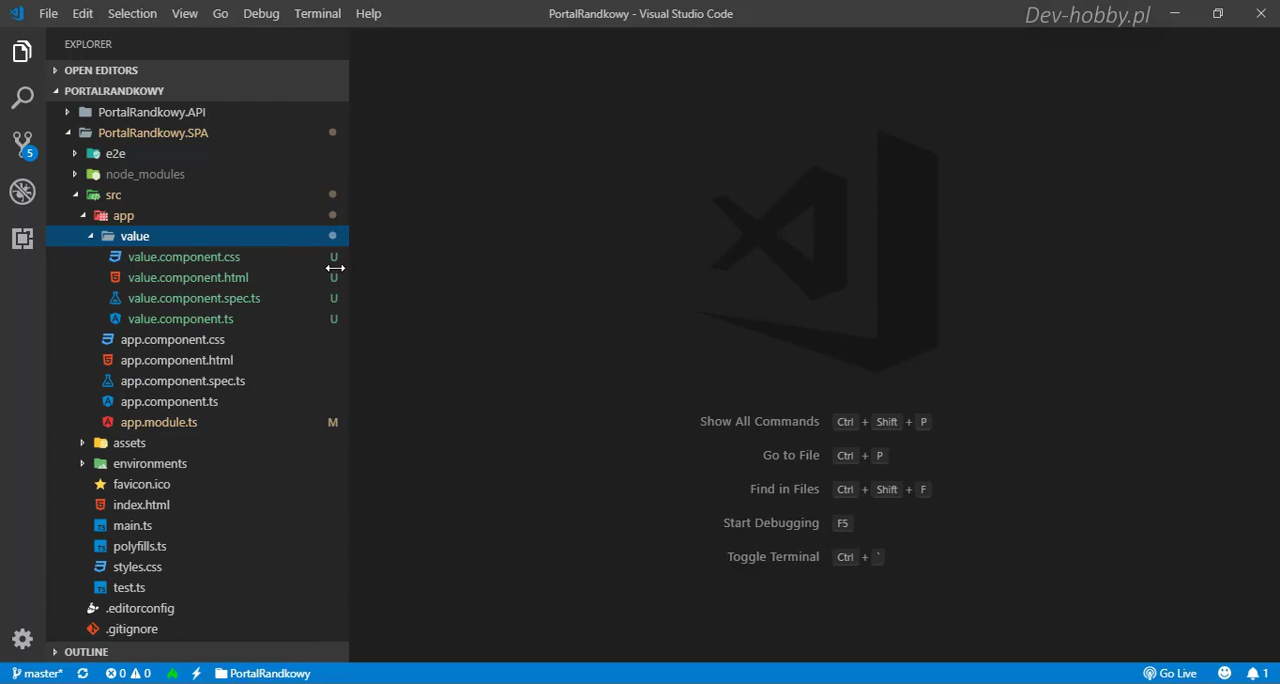 File Edit Selection View Go Debug Terminal Help PortalRandkowy - Visual Studio Code Dev-hobby.pl
EXPLORER
OPEN EDITORS
PORTALRANDKOWY
PortalRandkowy.API
PortalRandkowy.SPA
e2e
node_modules
src
app
value
value.component.css U
value.component.html U
value.component.spec.ts U
value.component.ts U
app.component.css
app.component.html
app.component.spec.ts
app.component.ts
app.module.ts M
assets
environments
favicon.ico
index.html
main.ts
polyfills.ts
styles.css
test.ts
.editorconfig
.gitignore
OUTLINE
5
Show All Commands Ctrl + Shift + P
Go to File Ctrl + P
Find in Files Ctrl + Shift + F
Start Debugging F5
Toggle Terminal Ctrl + `
master* 0 0 PortalRandkowy Go Live 1